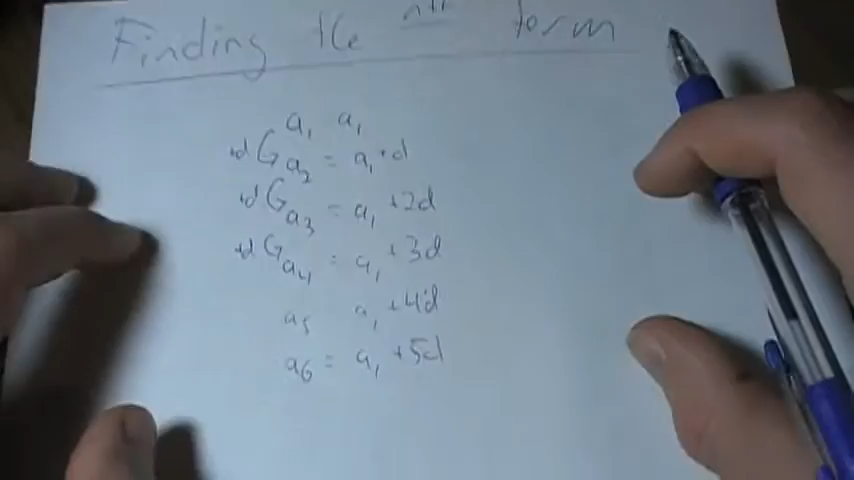 Finding the nth term
a₁ a₁
+d a₂ = a₁+d
+d a₃ = a₁ +2d
+d a₄ = a₁ +3d
a₅ a₁ +4d
a₆ = a₁ +5d